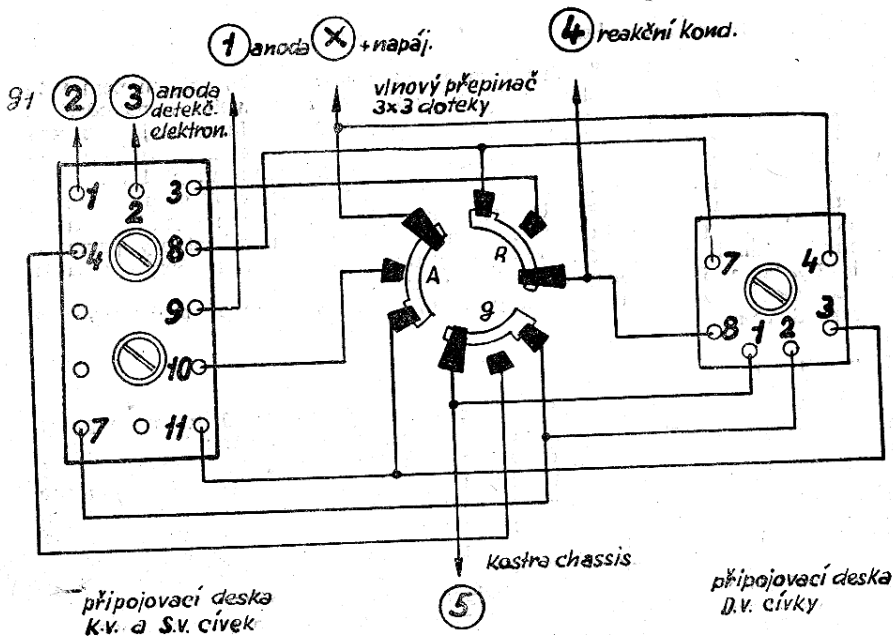 1 anoda X + napáj.
4 reakční kond.
g1 2 3 anoda
detekč.
elektron.
vlnový přepinač
3x3 doteky
1 2 3
4 8
9
10
7 11
A R g
7 4
8 1 2 3
kostra chassis
5
připojovací deska
K.v. a S.v. cívek
připojovací deska
D.v. cívky